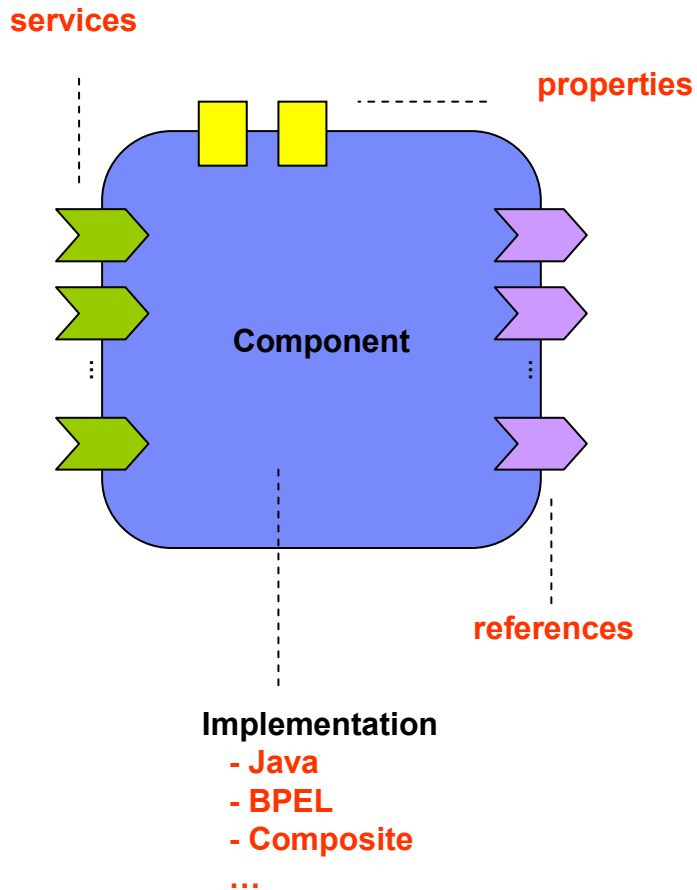 services
properties
Component
...
...
references
Implementation
- Java
- BPEL
- Composite
...